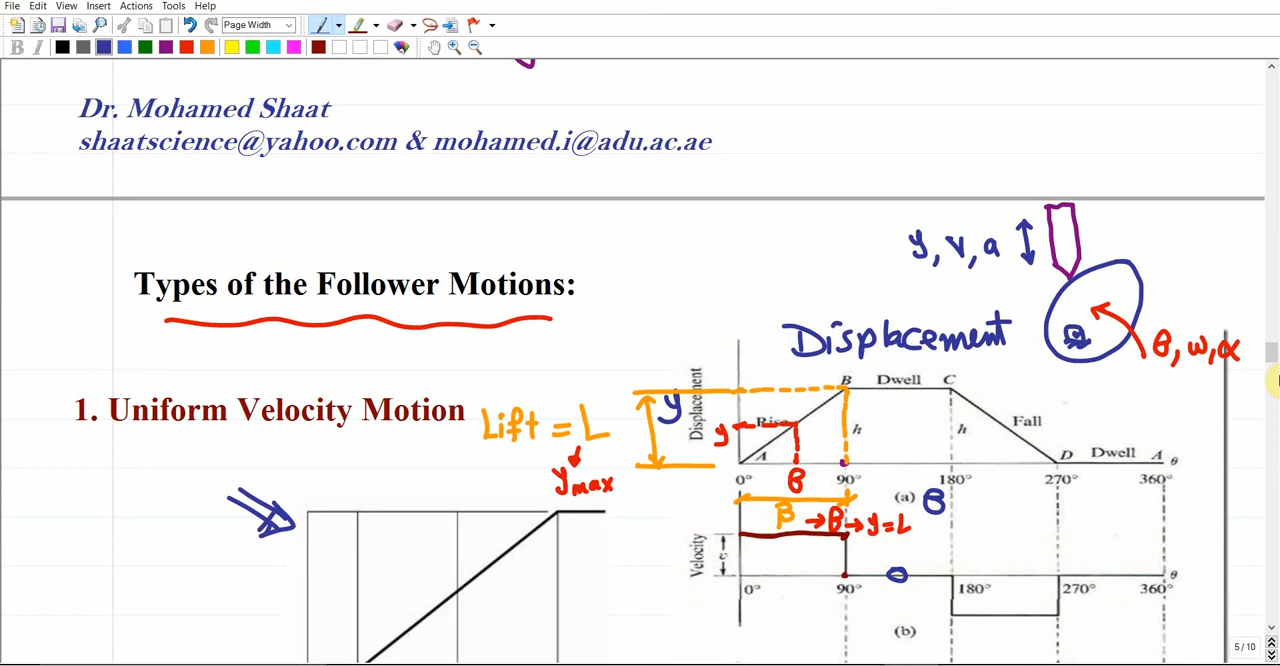 File Edit View Insert Actions Tools Help
Page Width
B I
Dr. Mohamed Shaat
shaatscience@yahoo.com & mohamed.i@adu.ac.ae
Types of the Follower Motions:
y, v, a
θ, ω, α
Displacement
1. Uniform Velocity Motion
Lift = L
y max
y
Displacement
B Dwell C
Rise
y
h
h
Fall
A
D Dwell A θ
0° θ 90° 180° 270° 360°
(a) θ
β → θ → y = L
Velocity
θ
0° 90° 180° 270° 360°
(b)
5 / 10